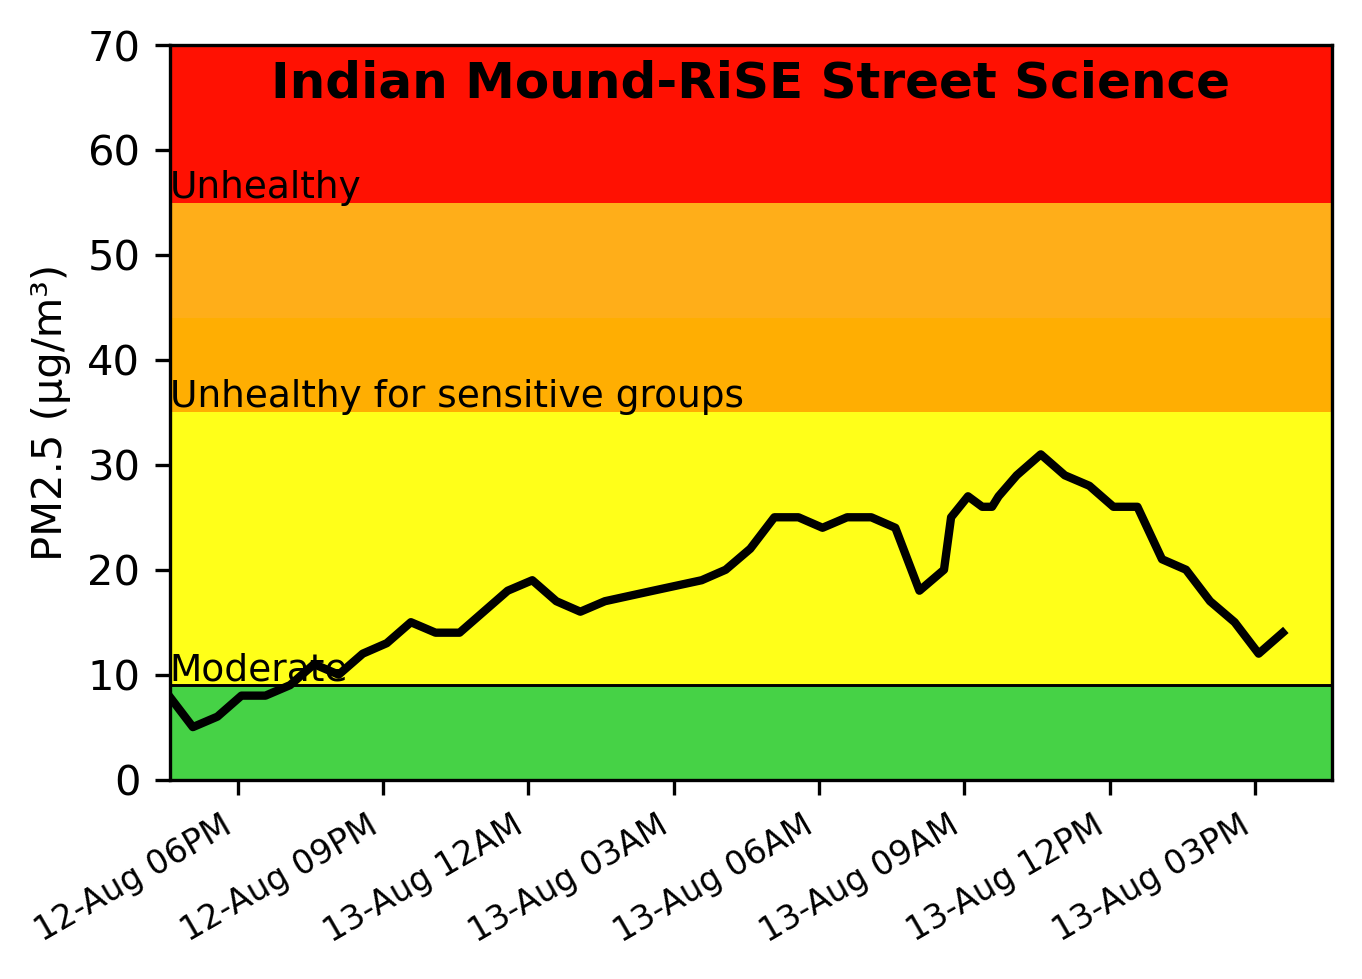 Indian Mound-RiSE Street Science
PM2.5 (µg/m³)
70
60
50
40
30
20
10
0
Unhealthy
Unhealthy for sensitive groups
Moderate
12-Aug 06PM
12-Aug 09PM
13-Aug 12AM
13-Aug 03AM
13-Aug 06AM
13-Aug 09AM
13-Aug 12PM
13-Aug 03PM